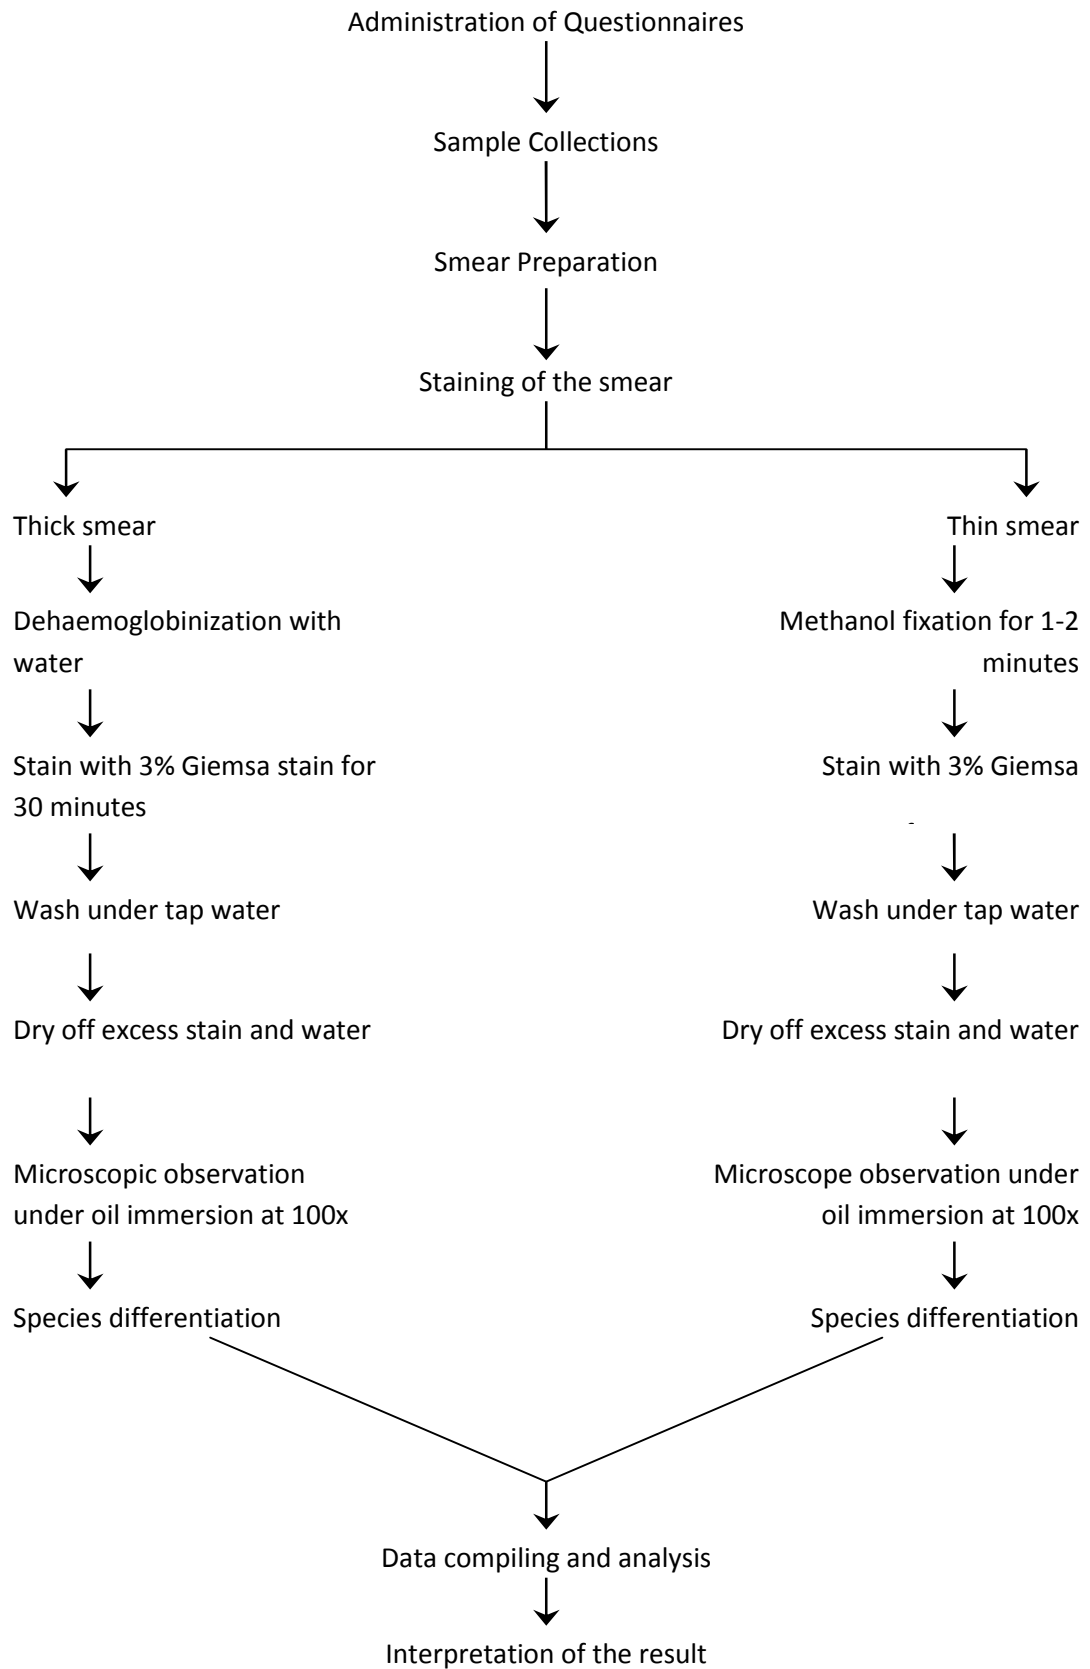 Administration of Questionnaires
Sample Collections
Smear Preparation
Staining of the smear
Thick smear
Dehaemoglobinization with
water
Stain with 3% Giemsa stain for
30 minutes
Wash under tap water
Dry off excess stain and water
Microscopic observation
under oil immersion at 100x
Species differentiation
Thin smear
Methanol fixation for 1-2
minutes
Stain with 3% Giemsa
Wash under tap water
Dry off excess stain and water
Microscope observation under
oil immersion at 100x
Species differentiation
Data compiling and analysis
Interpretation of the result